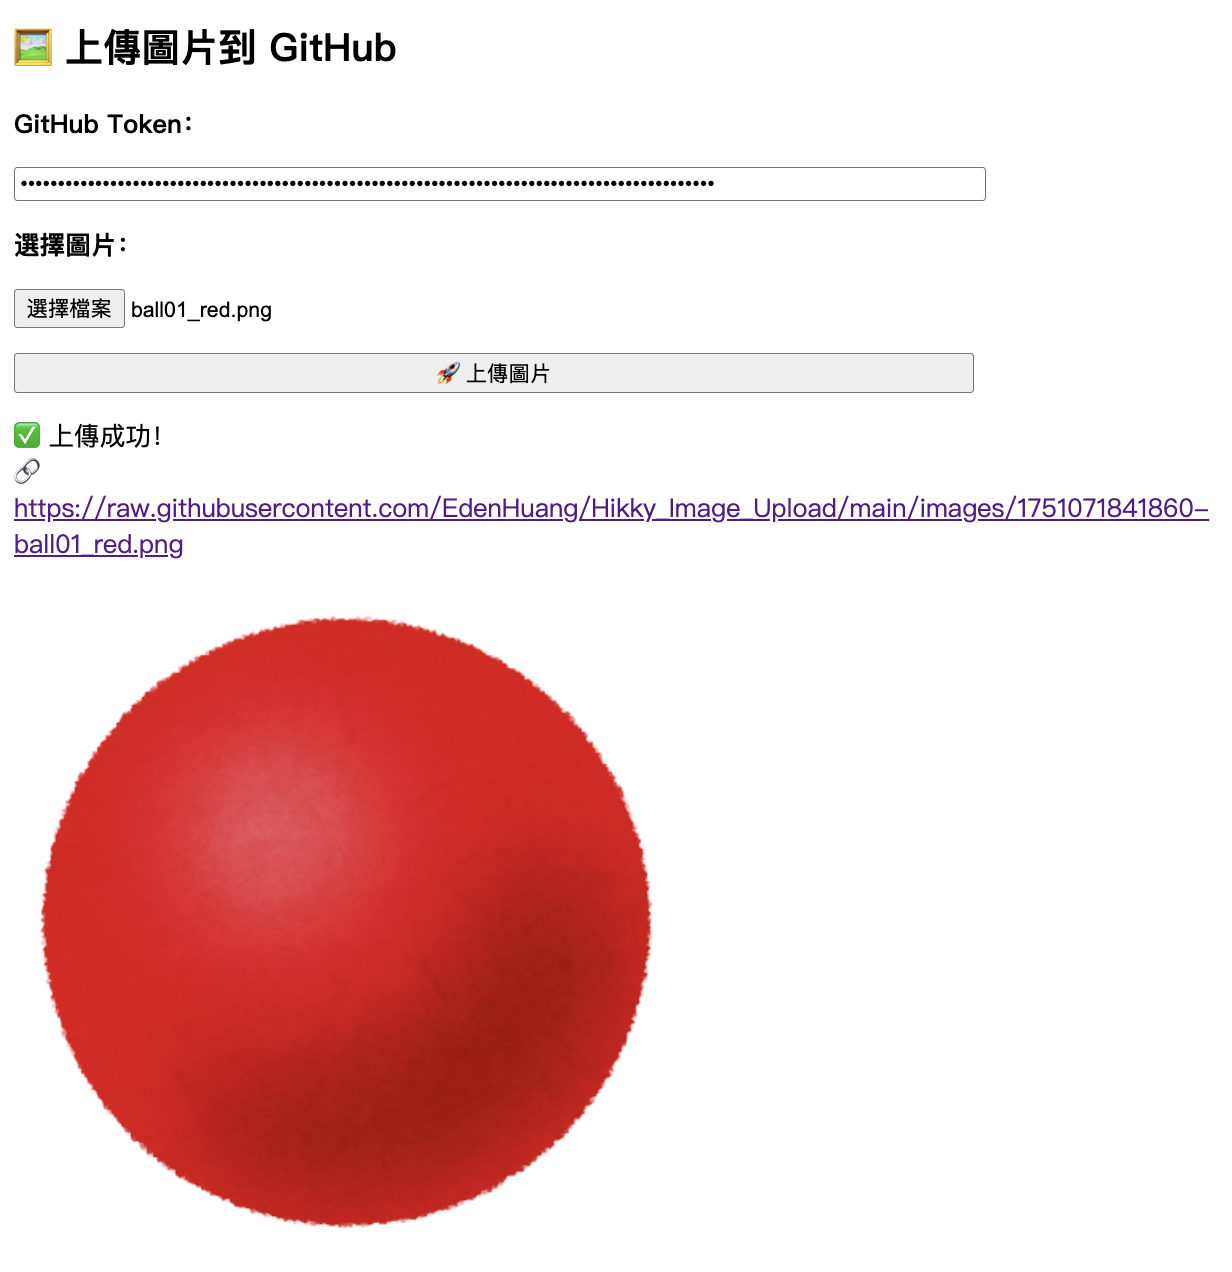 🖼️ 上傳圖片到 GitHub
GitHub Token：
••••••••••••••••••••••••••••••••••••••••••••••••••••••••••••••••••••••••••••••••••••••••••••••
選擇圖片：
選擇檔案 ball01_red.png
🚀 上傳圖片
✅ 上傳成功！
🔗
https://raw.githubusercontent.com/EdenHuang/Hikky_Image_Upload/main/images/1751071841860-
ball01_red.png